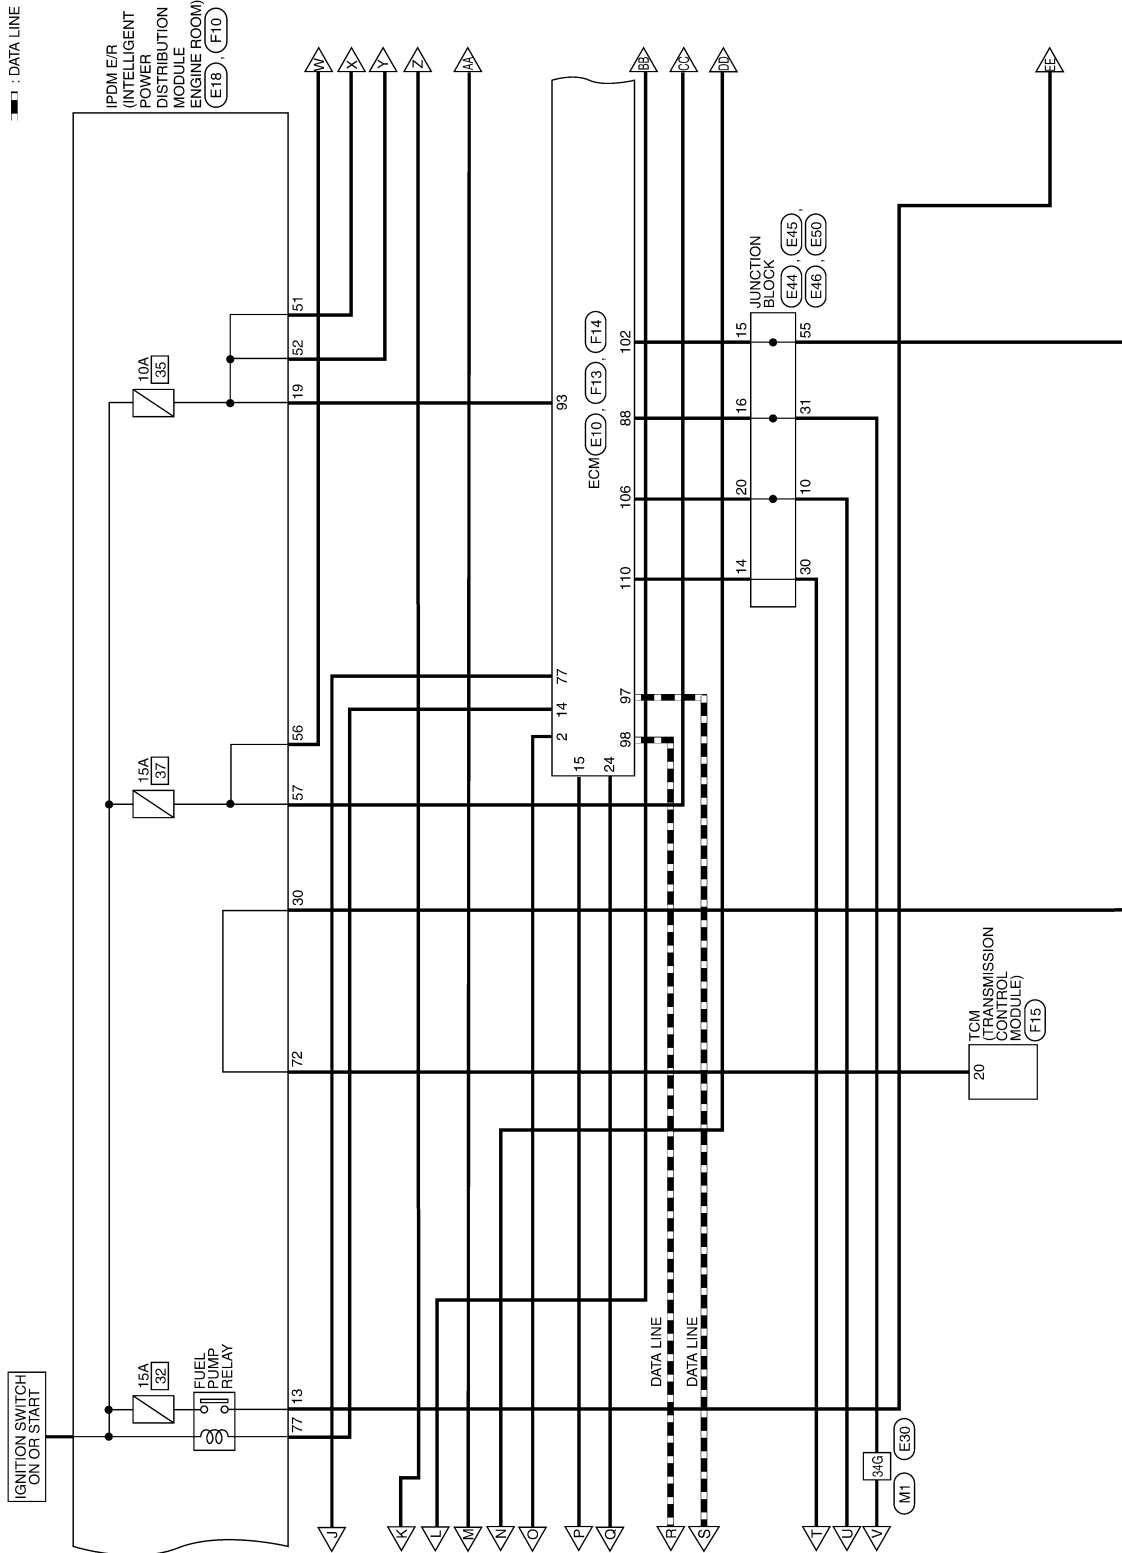 : DATA LINE
IPDM E/R
(INTELLIGENT
POWER
DISTRIBUTION
MODULE
ENGINE ROOM)
E18 , F10
IGNITION SWITCH
ON OR START
15A
32
FUEL
PUMP
RELAY
15A
37
10A
35
77
13
72
30
57
56
19
52
51
W
X
Y
Z
AA
BB
CC
DD
EE
93
77
14
2
15
24
ECM E10 , F13 , F14
98
97
110
106
88
102
JUNCTION
BLOCK
E44 , E45 ,
E46 , E50
14
20
16
15
30
10
31
55
TCM
(TRANSMISSION
CONTROL
MODULE)
F15
20
DATA LINE
DATA LINE
34G
M1
E30
J
K
L
M
N
O
P
Q
R
S
T
U
V